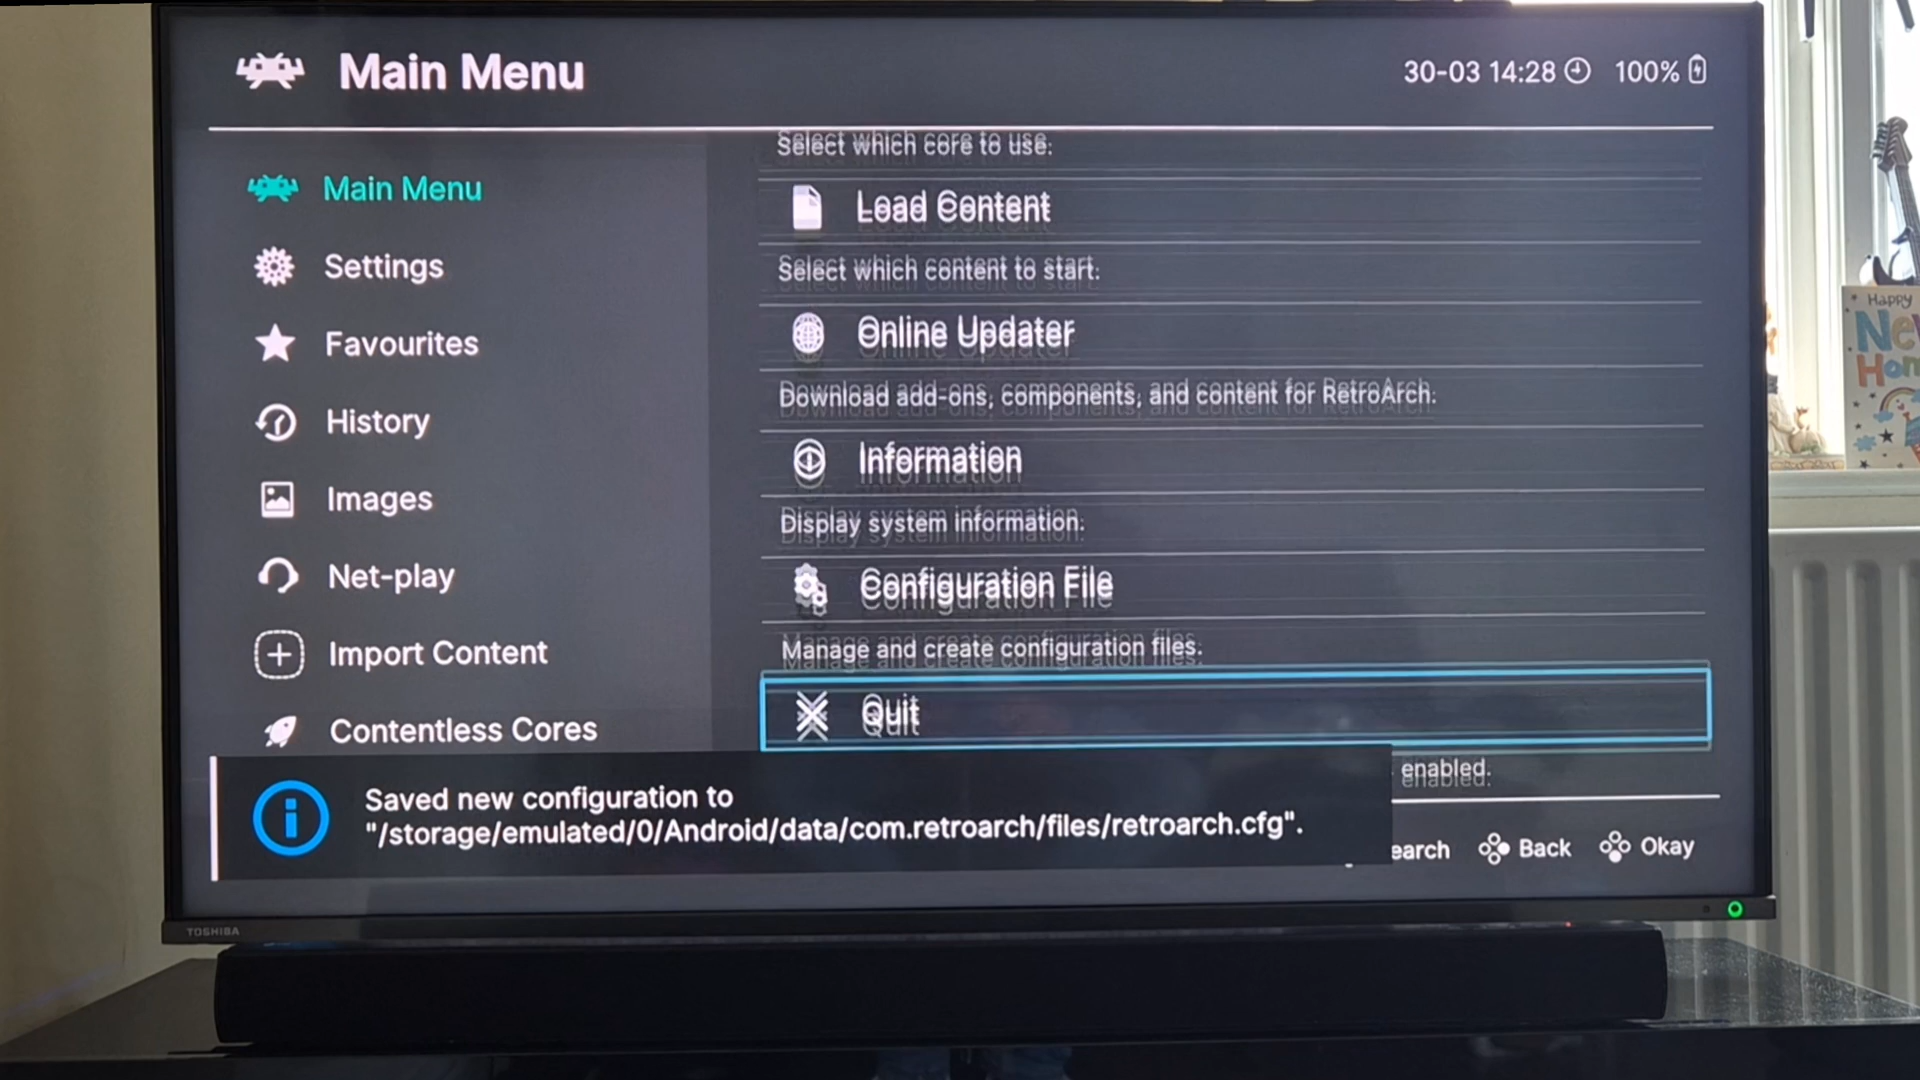 Main Menu
30-03 14:28
100%
Main Menu
Settings
Favourites
History
Images
Net-play
Import Content
Contentless Cores
Select which core to use.
Load Content
Select which content to start.
Online Updater
Download add-ons, components, and content for RetroArch.
Information
Display system information.
Configuration File
Manage and create configuration files.
Quit
enabled.
Saved new configuration to
"/storage/emulated/0/Android/data/com.retroarch/files/retroarch.cfg".
earch
Back
Okay
TOSHIBA
Happy
Ne
Hom